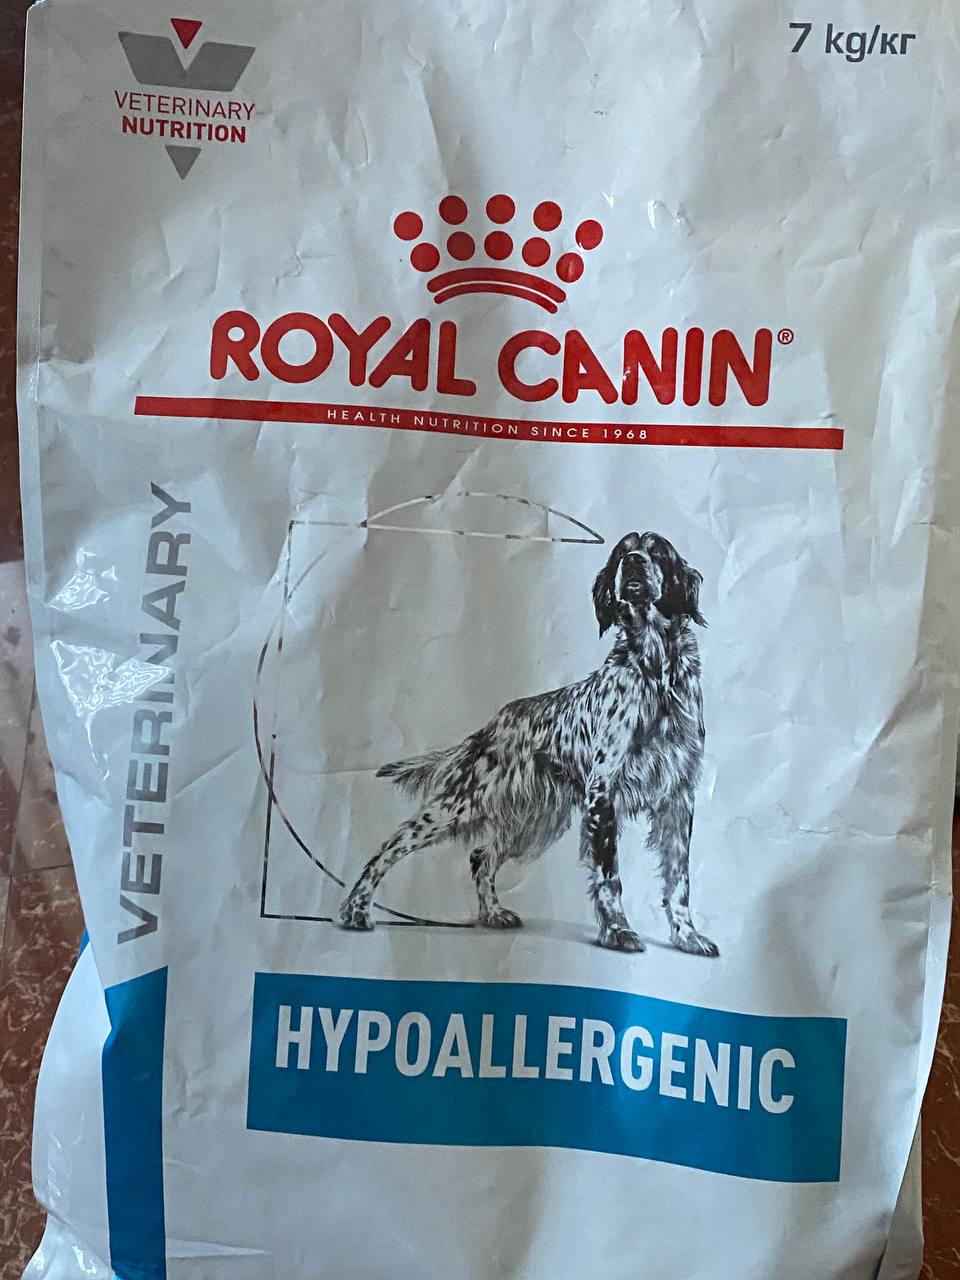 7 kg/кг
VETERINARY
NUTRITION
ROYAL CANIN®
HEALTH NUTRITION SINCE 1968
VETERINARY
HYPOALLERGENIC